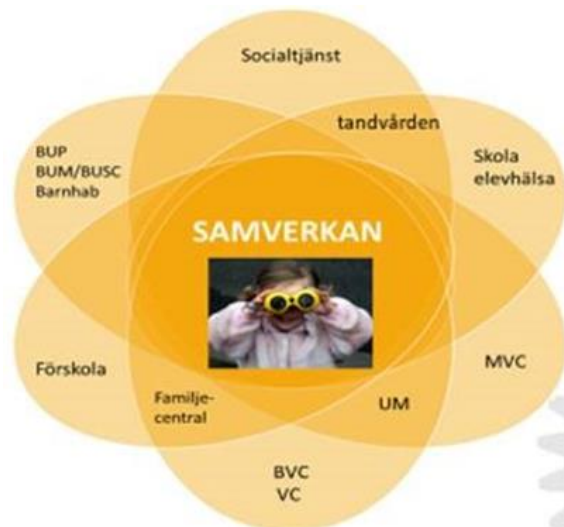 Socialtjänst
tandvården
BUP
BUM/BUSC
Barnhab
Skola
elevhälsa
SAMVERKAN
Förskola
MVC
Familje-
central
UM
BVC
VC